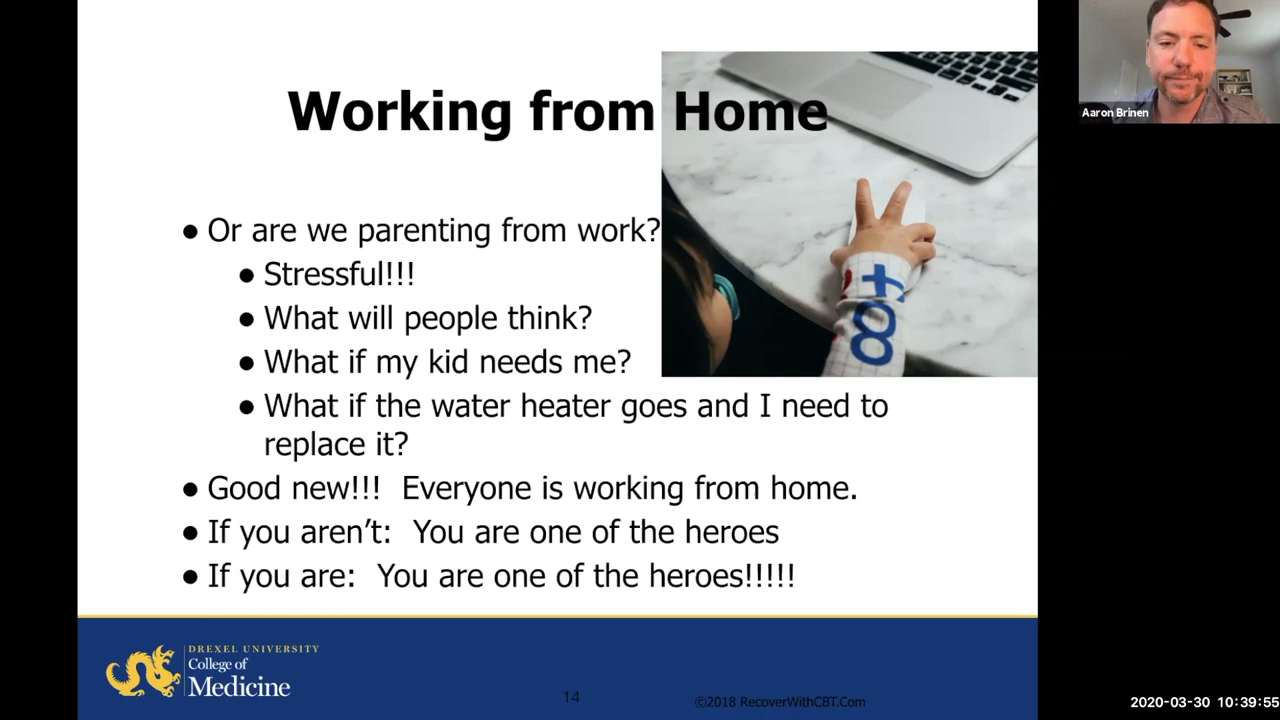 Working from Home
Aaron Brinen
● Or are we parenting from work?
● Stressful!!!
● What will people think?
● What if my kid needs me?
● What if the water heater goes and I need to
replace it?
● Good new!!!  Everyone is working from home.
● If you aren’t:  You are one of the heroes
● If you are:  You are one of the heroes!!!!!
DREXEL UNIVERSITY
College of
Medicine
14
©2018 RecoverWithCBT.Com
2020-03-30 10:39:55